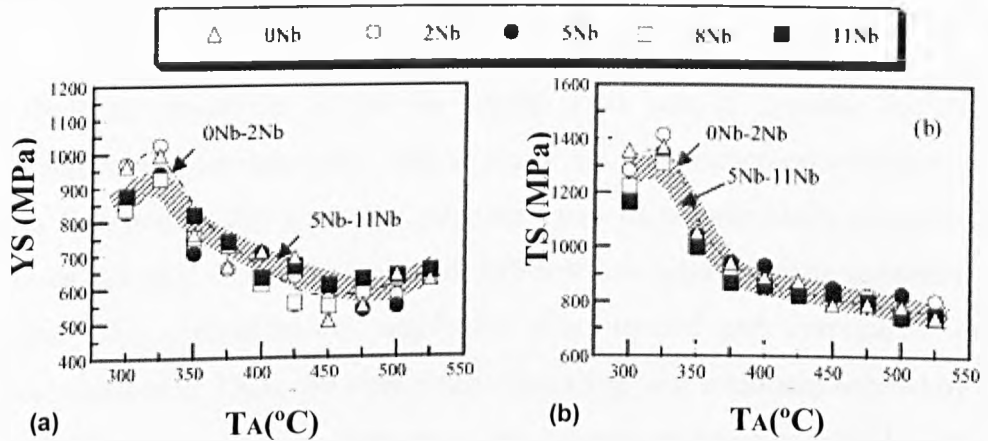 0Nb 2Nb 5Nb 8Nb 11Nb
YS (MPa)
1200
1100
1000
900
800
700
600
500
400
0Nb-2Nb
5Nb-11Nb
300 350 400 450 500 550
(a)
TA(°C)
TS (MPa)
1600
1400
1200
1000
800
600
0Nb-2Nb
(b)
5Nb-11Nb
300 350 400 450 500 550
(b)
TA(°C)